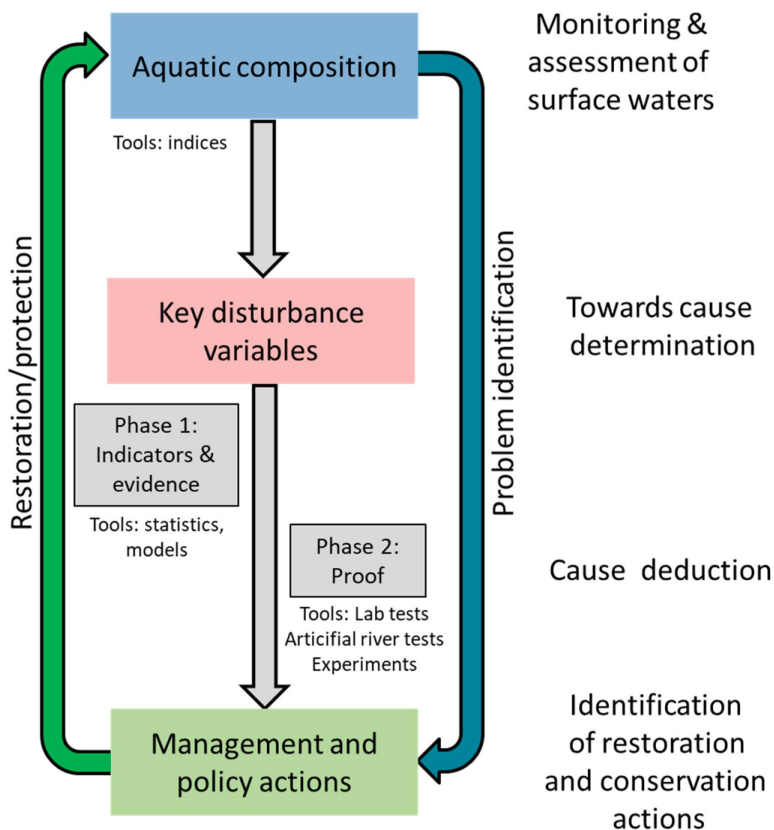 Monitoring &
assessment of
surface waters
Aquatic composition
Tools: indices
Restoration/protection
Problem identification
Key disturbance
variables
Towards cause
determination
Phase 1:
Indicators &
evidence
Tools: statistics,
models
Phase 2:
Proof
Tools: Lab tests
Articifial river tests
Experiments
Cause deduction
Management and
policy actions
Identification
of restoration
and conservation
actions